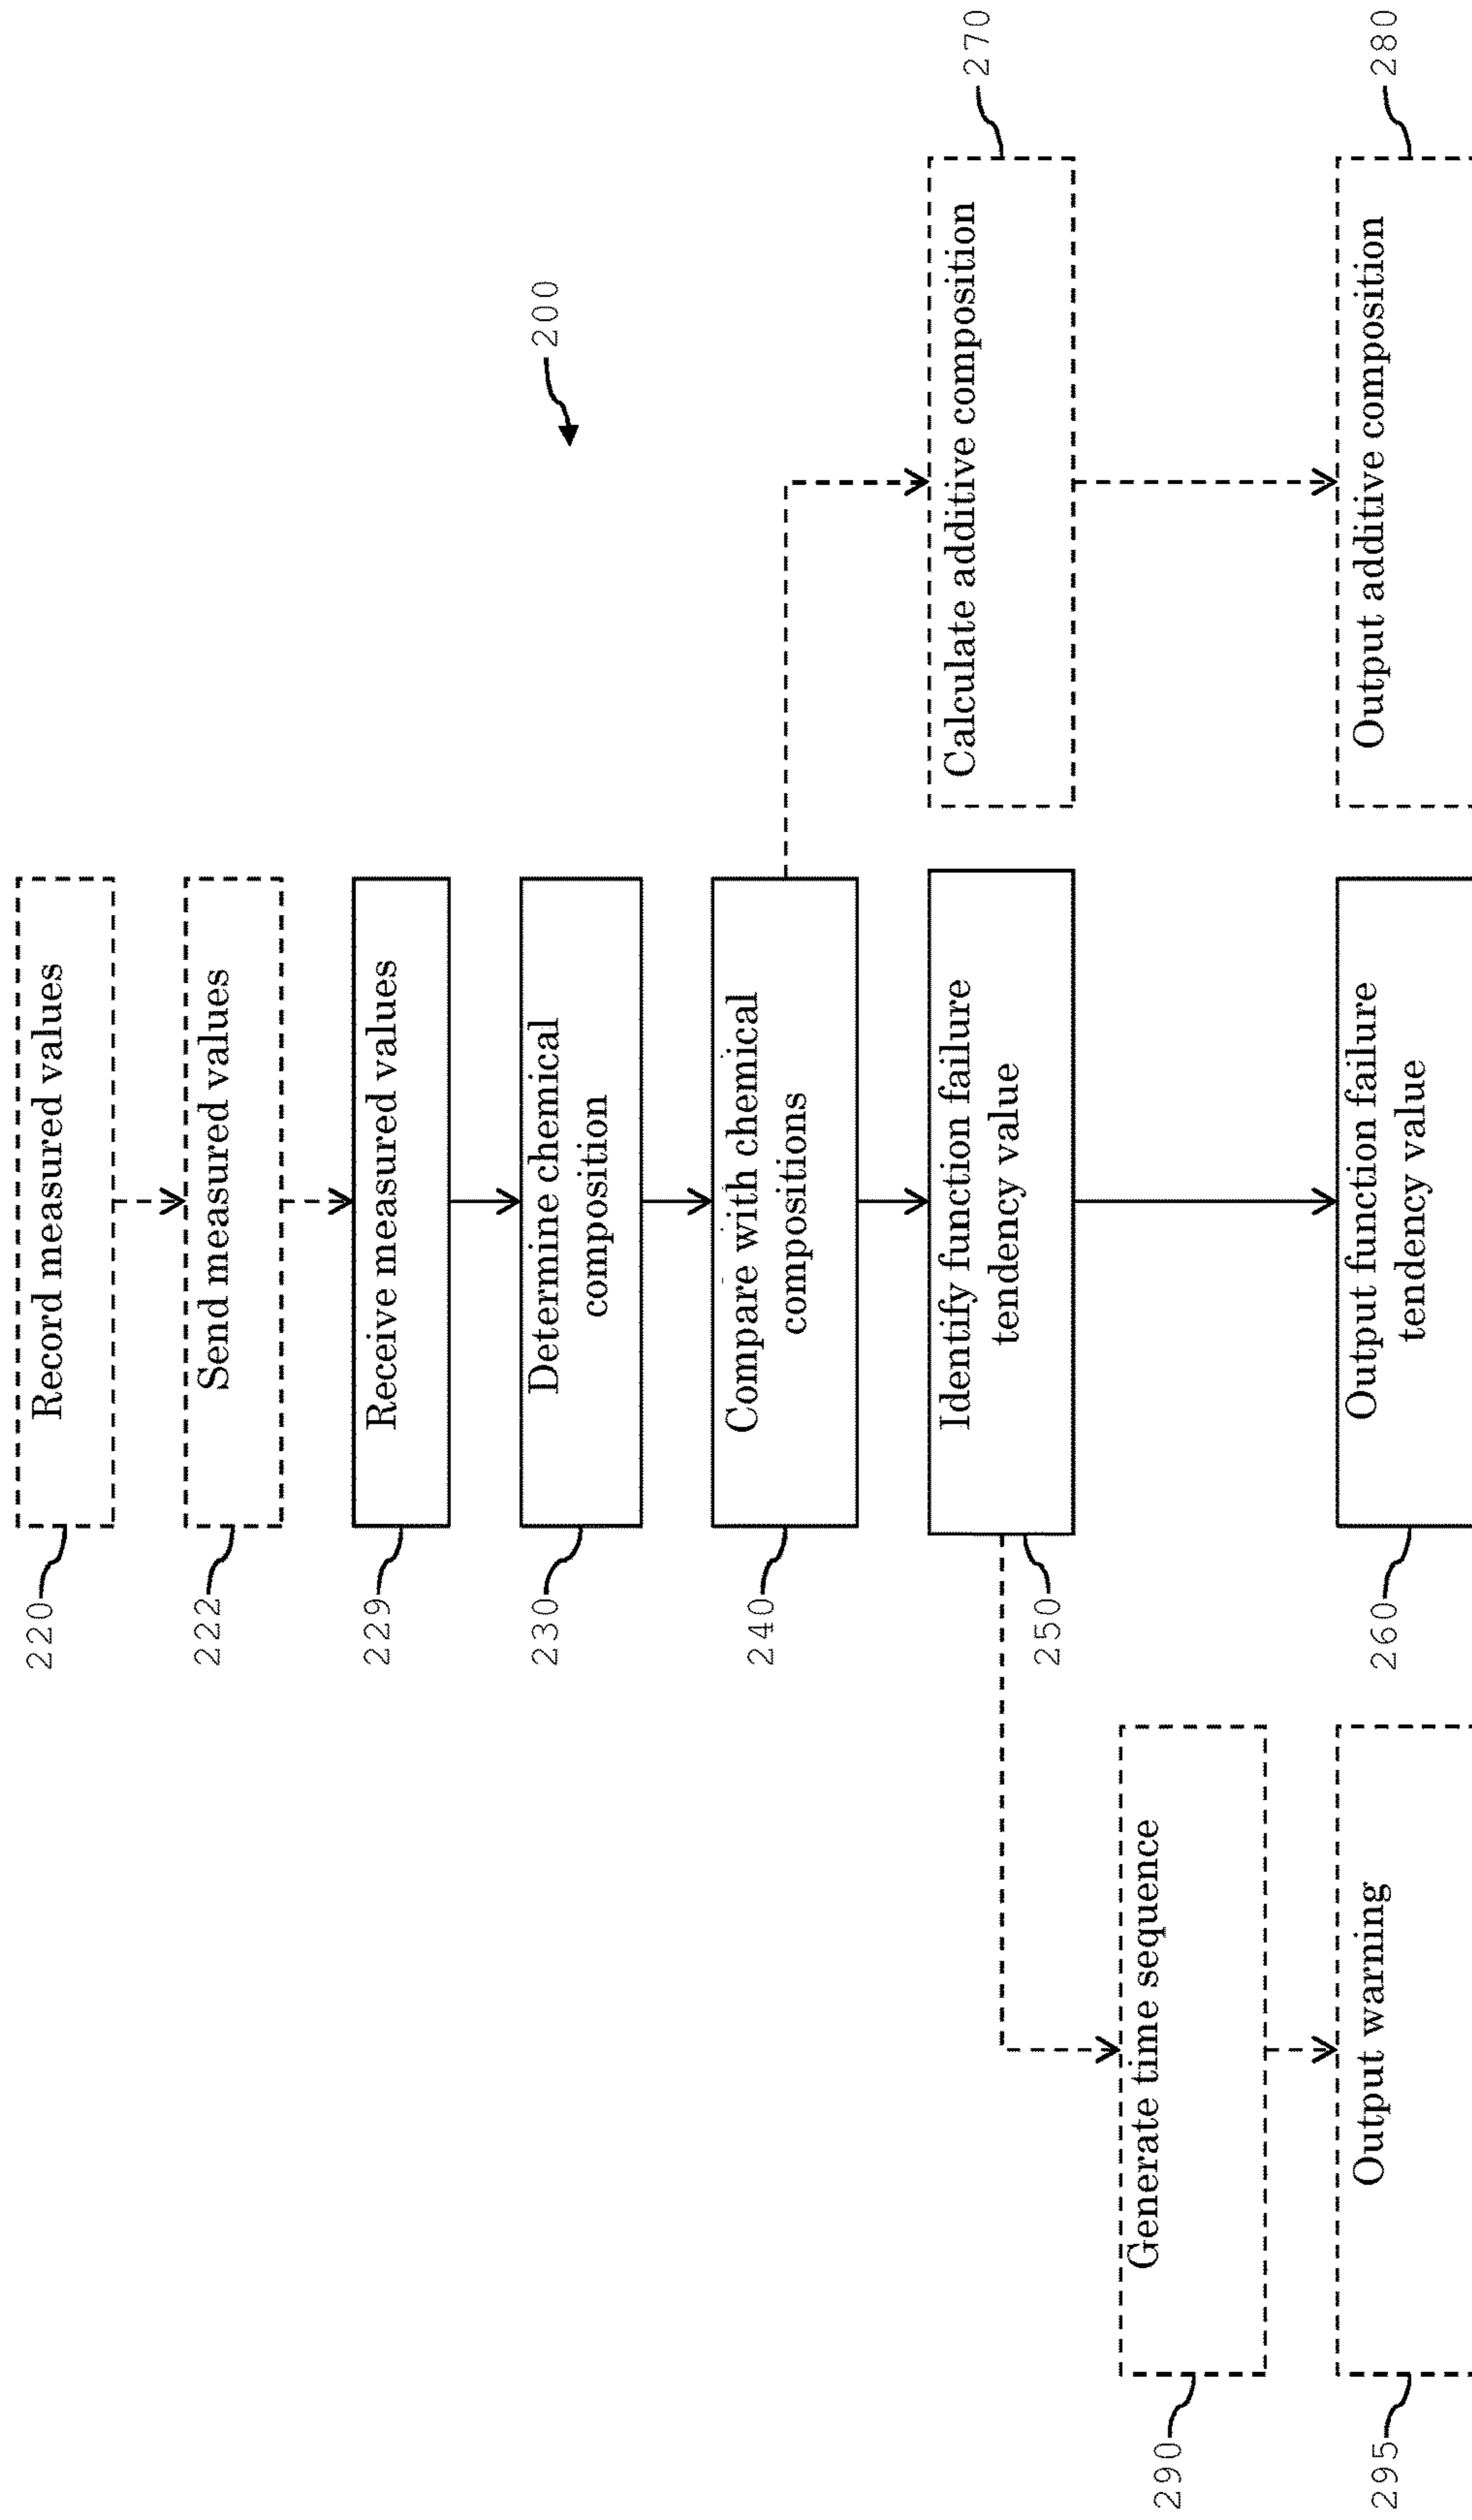 220
Record measured values
222
Send measured values
229
Receive measured values
200
230
Determine chemical
composition
240
Compare with chemical
compositions
250
Identify function failure
tendency value
270
Calculate additive composition
290
Generate time sequence
295
Output warning
260
Output function failure
tendency value
280
Output additive composition